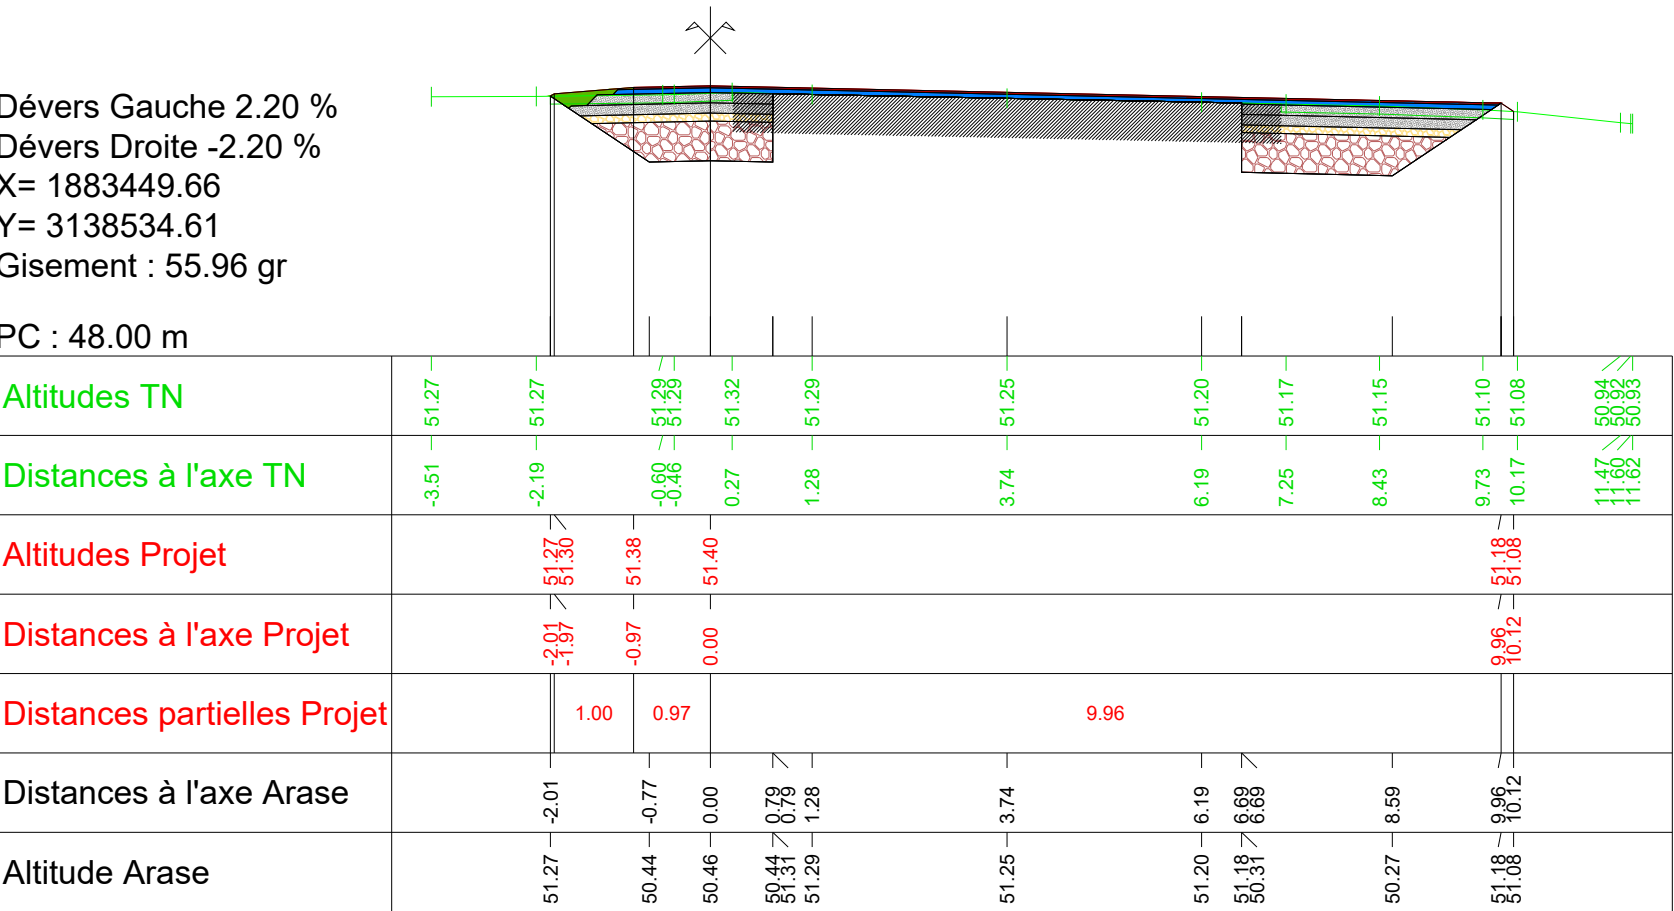 Dévers Gauche 2.20 %
Dévers Droite -2.20 %
X= 1883449.66
Y= 3138534.61
Gisement : 55.96 gr
PC : 48.00 m
Altitudes TN 51.27 51.27 51.29 51.29 51.32 51.29 51.25 51.20 51.17 51.15 51.10 51.08 50.94 50.92 50.93
Distances à l'axe TN -3.51 -2.19 -0.60 -0.46 0.27 1.28 3.74 6.19 7.25 8.43 9.73 10.17 11.47 11.60 11.62
Altitudes Projet 51.27 51.30 51.38 51.40 51.18 51.08
Distances à l'axe Projet -2.01 -1.97 -0.97 0.00 9.96 10.12
Distances partielles Projet 1.00 0.97 9.96
Distances à l'axe Arase -2.01 -0.77 0.00 0.79 0.79 1.28 3.74 6.19 6.69 6.69 8.59 9.96 10.12
Altitude Arase 51.27 50.44 50.46 50.44 51.31 51.29 51.25 51.20 51.18 50.31 50.27 51.18 51.08